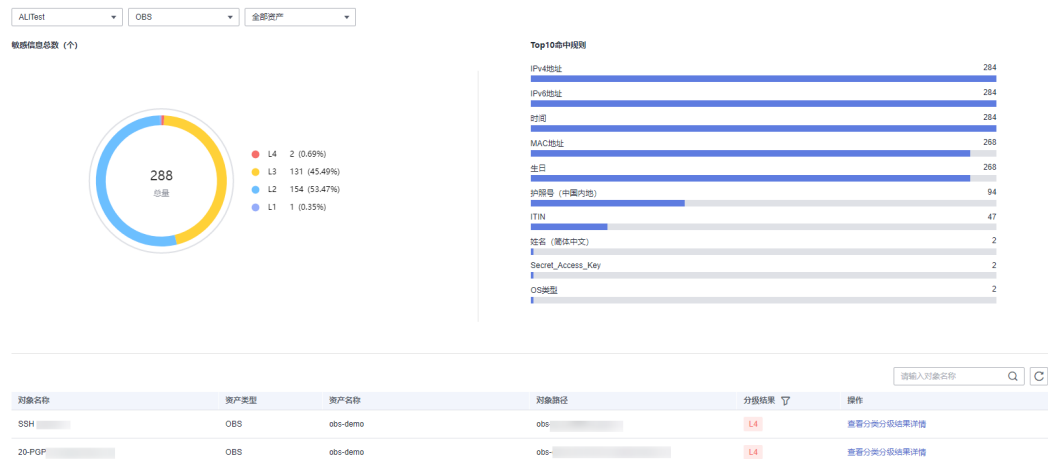 ALITest OBS 全部资产
敏感信息总数（个）
288
总量
L4 2 (0.69%)
L3 131 (45.49%)
L2 154 (53.47%)
L1 1 (0.35%)
Top10命中规则
IPv4地址 284
IPv6地址 284
时间 284
MAC地址 268
生日 268
护照号（中国内地） 94
ITIN 47
姓名（简体中文） 2
Secret_Access_Key 2
OS类型 2
请输入对象名称
对象名称 资产类型 资产名称 对象路径 分级结果 操作
SSH OBS obs-demo obs- L4 查看分类分级结果详情
20-PGP OBS obs-demo obs- L4 查看分类分级结果详情